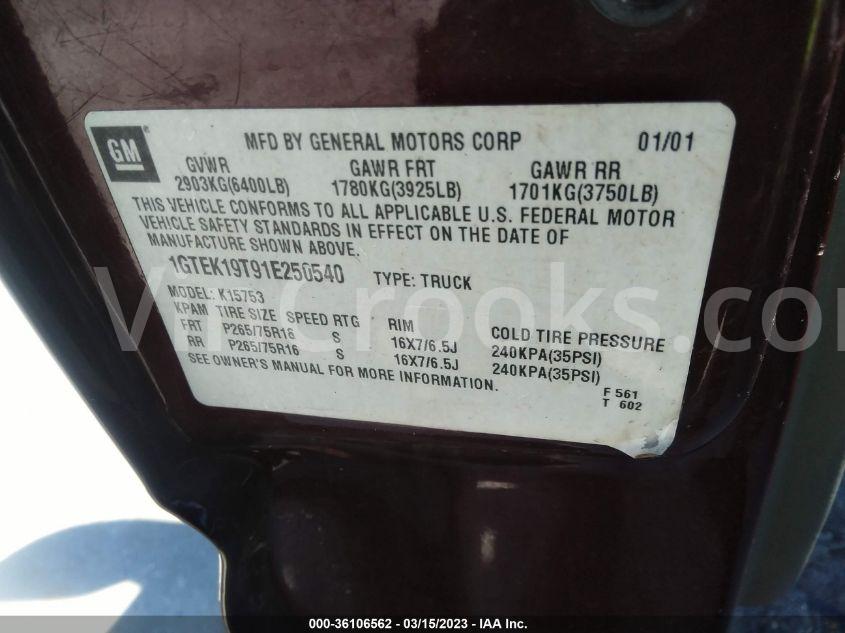 GM
MFD BY GENERAL MOTORS CORP 01/01
GVWR GAWR FRT GAWR RR
2903KG(6400LB) 1780KG(3925LB) 1701KG(3750LB)
THIS VEHICLE CONFORMS TO ALL APPLICABLE U.S. FEDERAL MOTOR
VEHICLE SAFETY STANDARDS IN EFFECT ON THE DATE OF
MANUFACTURE SHOWN ABOVE.
1GTEK19T91E250540 TYPE: TRUCK
MODEL: K15753
KPAM TIRE SIZE SPEED RTG RIM COLD TIRE PRESSURE
FRT P265/75R16 S 16X7/6.5J 240KPA(35PSI)
RR P265/75R16 S 16X7/6.5J 240KPA(35PSI)
SEE OWNER'S MANUAL FOR MORE INFORMATION.
F 561
T 602
VinCrooks.com
000-36106562 - 03/15/2023 - IAA Inc.